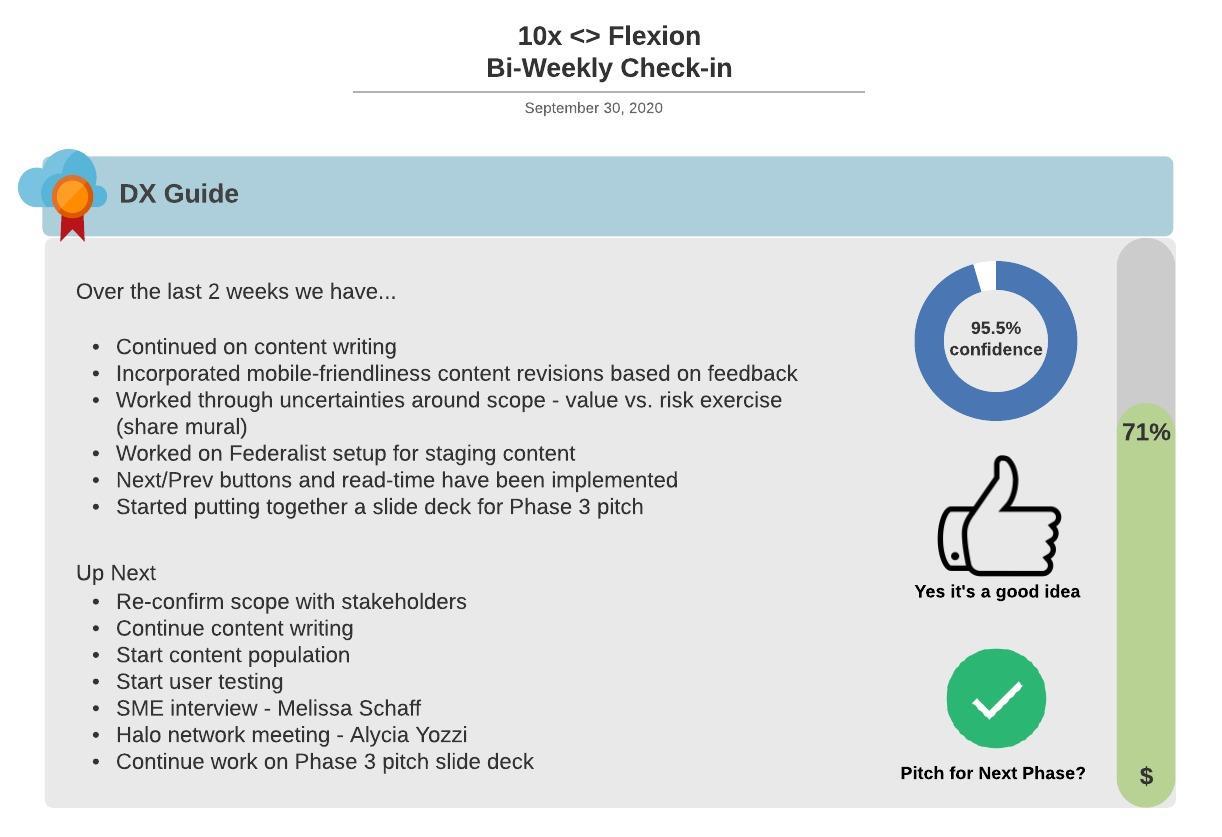 10x <> Flexion
Bi-Weekly Check-in
September 30, 2020
DX Guide
Over the last 2 weeks we have...
• Continued on content writing
• Incorporated mobile-friendliness content revisions based on feedback
• Worked through uncertainties around scope - value vs. risk exercise
(share mural)
• Worked on Federalist setup for staging content
• Next/Prev buttons and read-time have been implemented
• Started putting together a slide deck for Phase 3 pitch
Up Next
• Re-confirm scope with stakeholders
• Continue content writing
• Start content population
• Start user testing
• SME interview - Melissa Schaff
• Halo network meeting - Alycia Yozzi
• Continue work on Phase 3 pitch slide deck
95.5%
confidence
Yes it's a good idea
Pitch for Next Phase?
71%
$